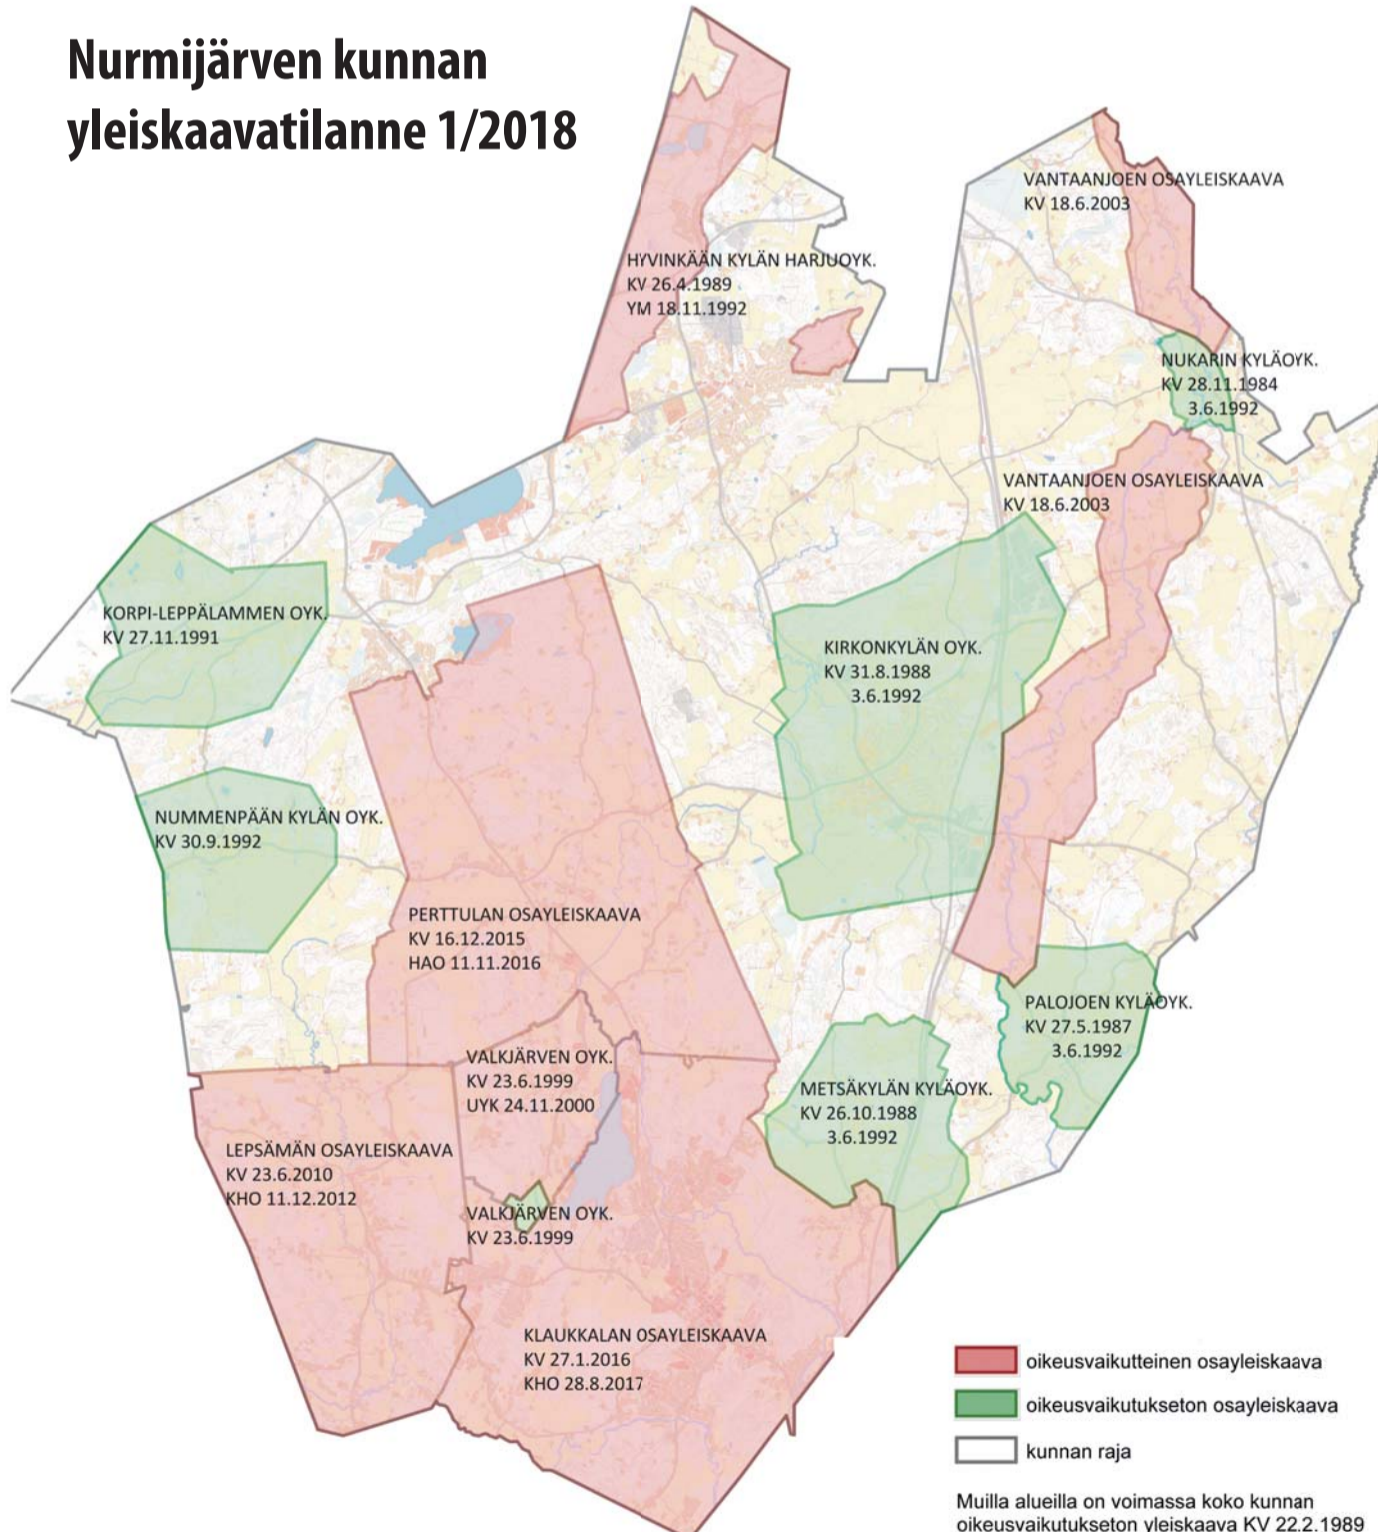 Nurmijärven kunnan
yleiskaavatilanne 1/2018
VANTAANJOEN OSAYLEISKAAVA
KV 18.6.2003
HYVINKÄÄN KYLÄN HARJUOYK.
KV 26.4.1989
YM 18.11.1992
NUKARIN KYLÄOYK.
KV 28.11.1984
3.6.1992
VANTAANJOEN OSAYLEISKAAVA
KV 18.6.2003
KORPI-LEPPÄLAMMEN OYK.
KV 27.11.1991
KIRKONKYLÄN OYK.
KV 31.8.1988
3.6.1992
NUMMENPÄÄN KYLÄN OYK.
KV 30.9.1992
PERTTULAN OSAYLEISKAAVA
KV 16.12.2015
HAO 11.11.2016
PALOJOEN KYLÄOYK.
KV 27.5.1987
3.6.1992
VALKJÄRVEN OYK.
KV 23.6.1999
UYK 24.11.2000
METSÄKYLÄN KYLÄOYK.
KV 26.10.1988
3.6.1992
LEPSÄMÄN OSAYLEISKAAVA
KV 23.6.2010
KHO 11.12.2012
VALKJÄRVEN OYK.
KV 23.6.1999
KLAUKKALAN OSAYLEISKAAVA
KV 27.1.2016
KHO 28.8.2017
oikeusvaikutteinen osayleiskaava
oikeusvaikutukseton osayleiskaava
kunnan raja
Muilla alueilla on voimassa koko kunnan
oikeusvaikutukseton yleiskaava KV 22.2.1989